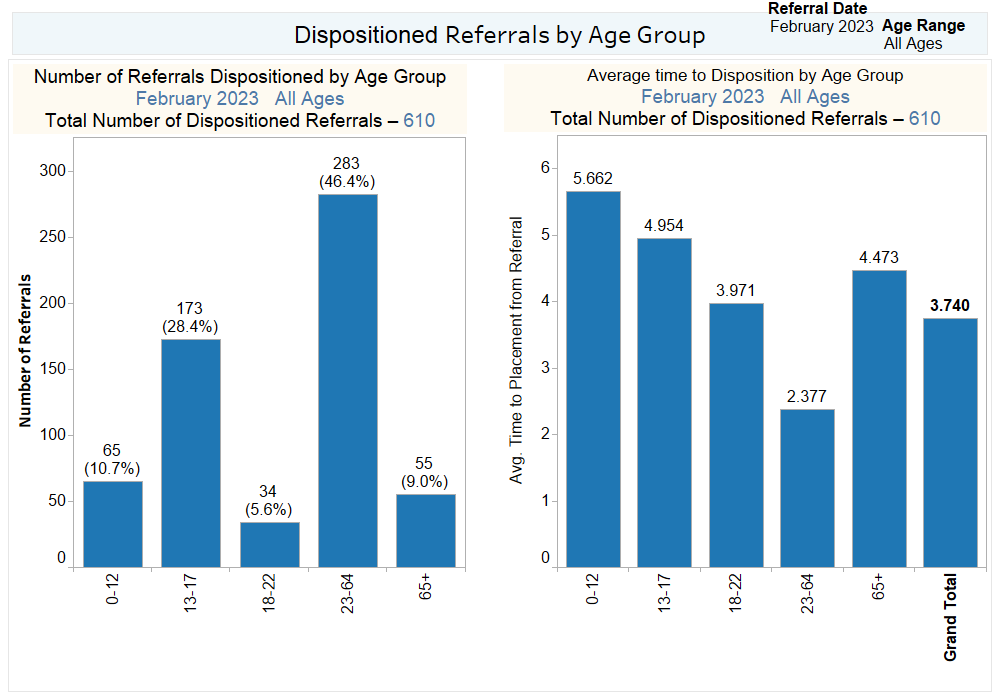 Referral Date
February 2023
Age Range
All Ages
Dispositioned Referrals by Age Group
Number of Referrals Dispositioned by Age Group
February 2023 All Ages
Total Number of Dispositioned Referrals – 610
Number of Referrals
300
250
200
150
100
50
0
65
(10.7%)
173
(28.4%)
34
(5.6%)
283
(46.4%)
55
(9.0%)
0-12
13-17
18-22
23-64
65+
Average time to Disposition by Age Group
February 2023 All Ages
Total Number of Dispositioned Referrals – 610
Avg. Time to Placement from Referral
6
5
4
3
2
1
0
5.662
4.954
3.971
2.377
4.473
3.740
0-12
13-17
18-22
23-64
65+
Grand Total